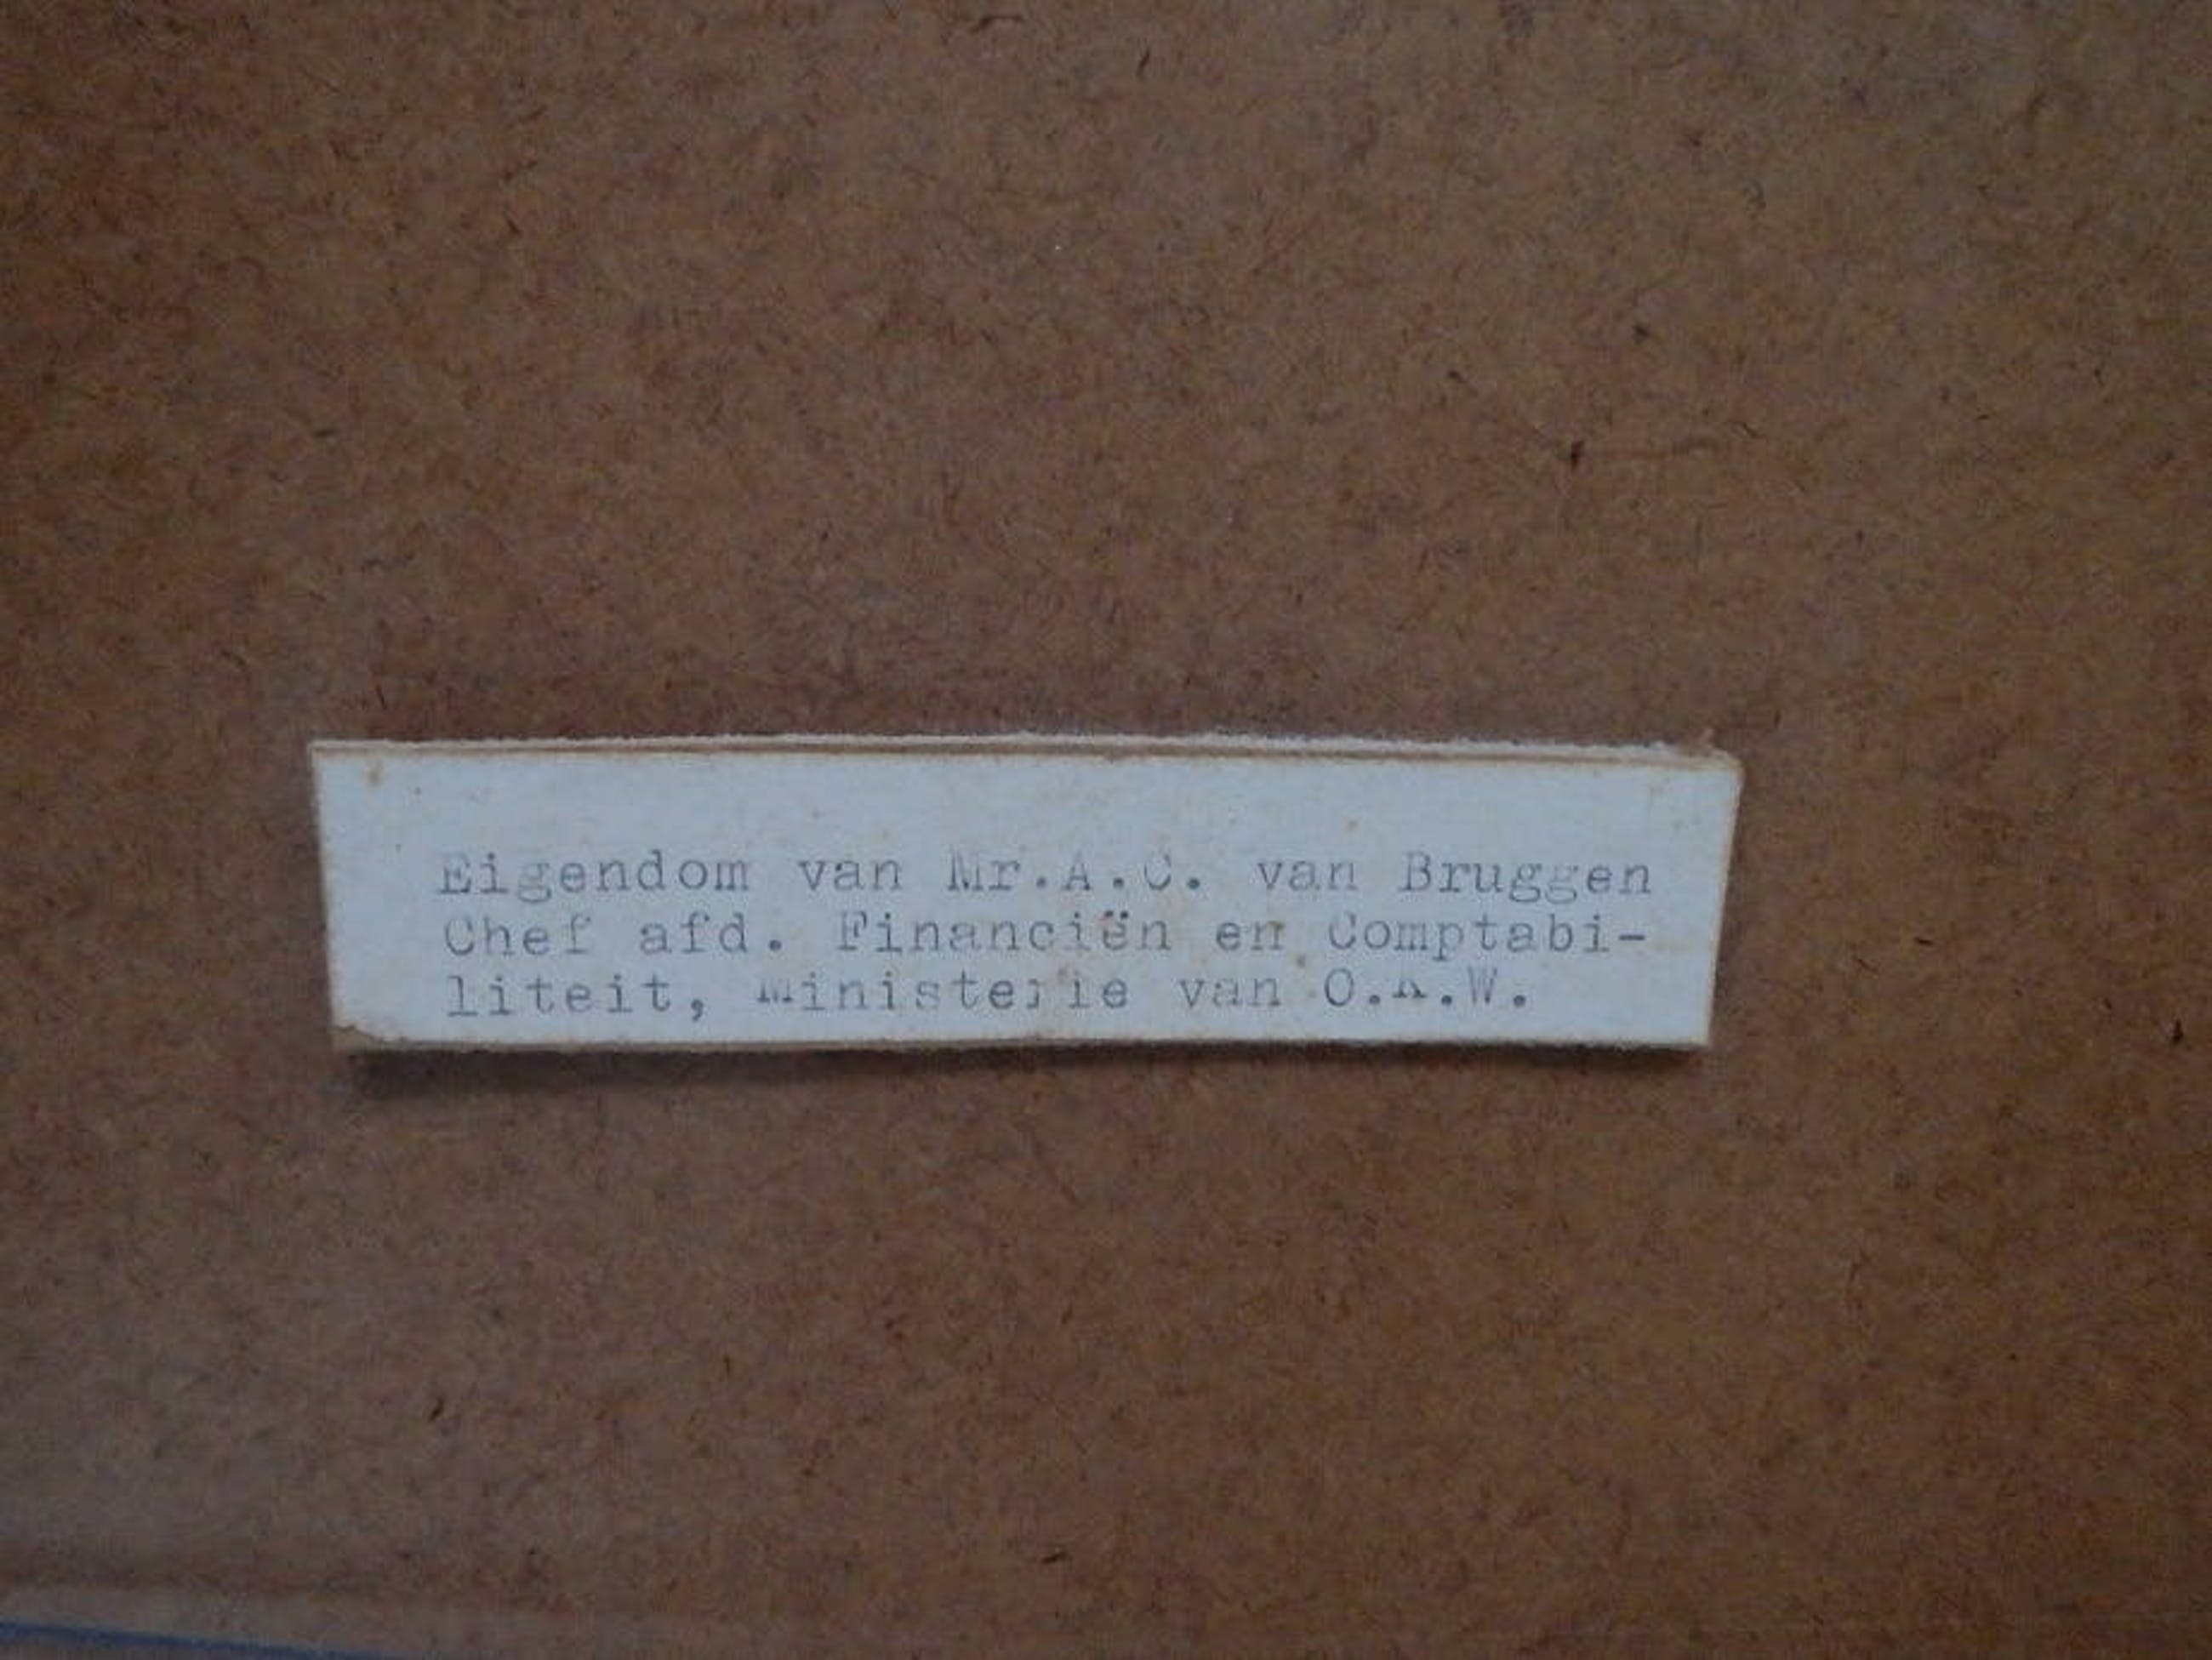 Eigendom van Mr.A.C. van Bruggen
Chef afd. Financiën en Comptabi-
liteit, Ministerie van O.K.W.